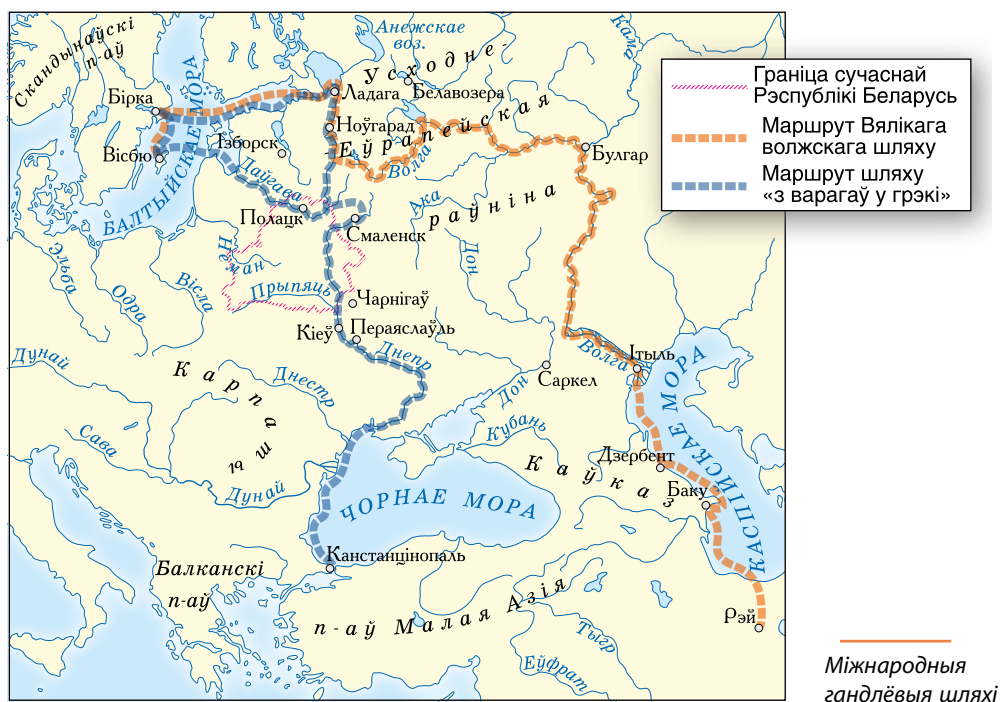 Скандынаўскі
п-аў
Анежскае
воз.
Кама
Усходне-
Еўрапейская
раўніна
Бірка
Ладага
Белавозера
Ноўгарад
Ізборск
Вісбю
БАЛТЫЙСКАЕ МОРА
Волга
Булгар
Даўгава
Полацк
Смаленск
Ака
Дон
Нёман
Эльба
Одра
Вісла
Прыпяць
Чарнігаў
Кіеў
Пераяслаўль
Днепр
Дунай
Карпаты
Днестр
Саркел
Дон
Волга
Ітыль
Сава
Кубань
Дзербент
Каўказ
Баку
КАСПІЙСКАЕ МОРА
Дунай
ЧОРНАЕ МОРА
Канстанцінопаль
Балканскі
п-аў
п-аў Малая Азія
Рэй
Тыгр
Еўфрат
Граніца сучаснай
Рэспублікі Беларусь
Маршрут Вялікага
волжскага шляху
Маршрут шляху
«з варагаў у грэкі»
Міжнародныя
гандлёвыя шляхі